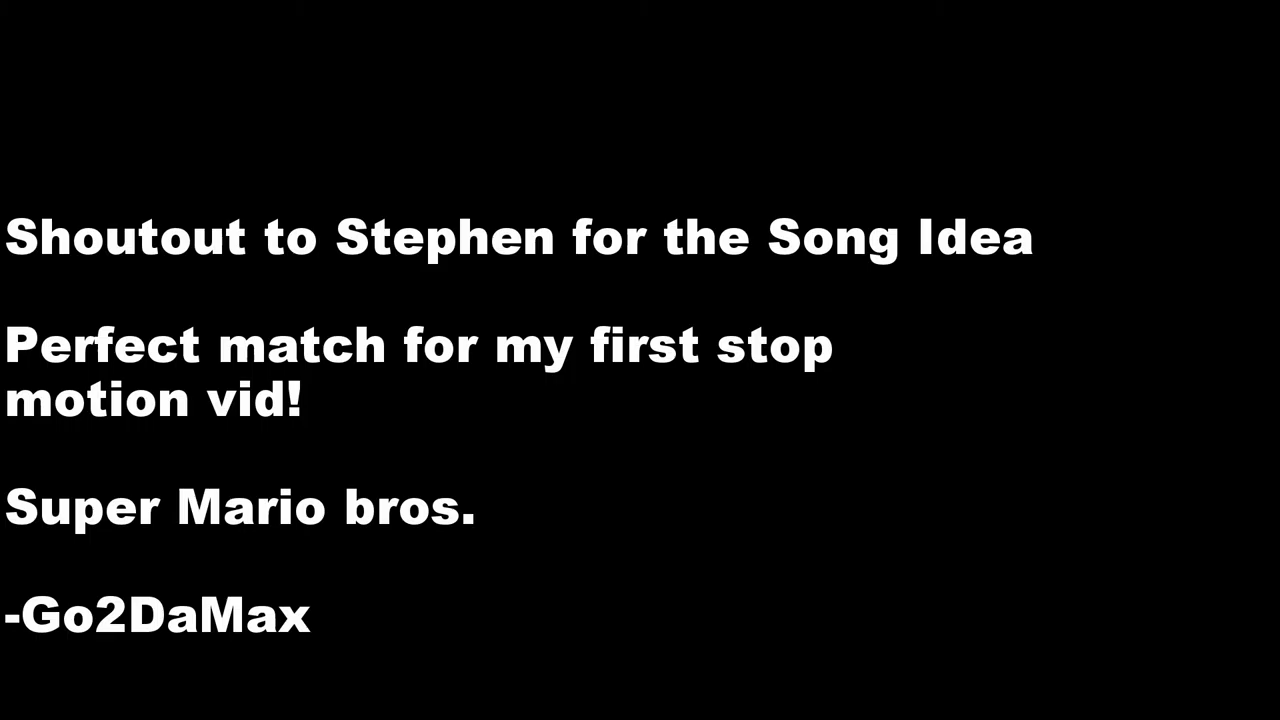 Shoutout to Stephen for the Song Idea
Perfect match for my first stop
motion vid!
Super Mario bros.
-Go2DaMax